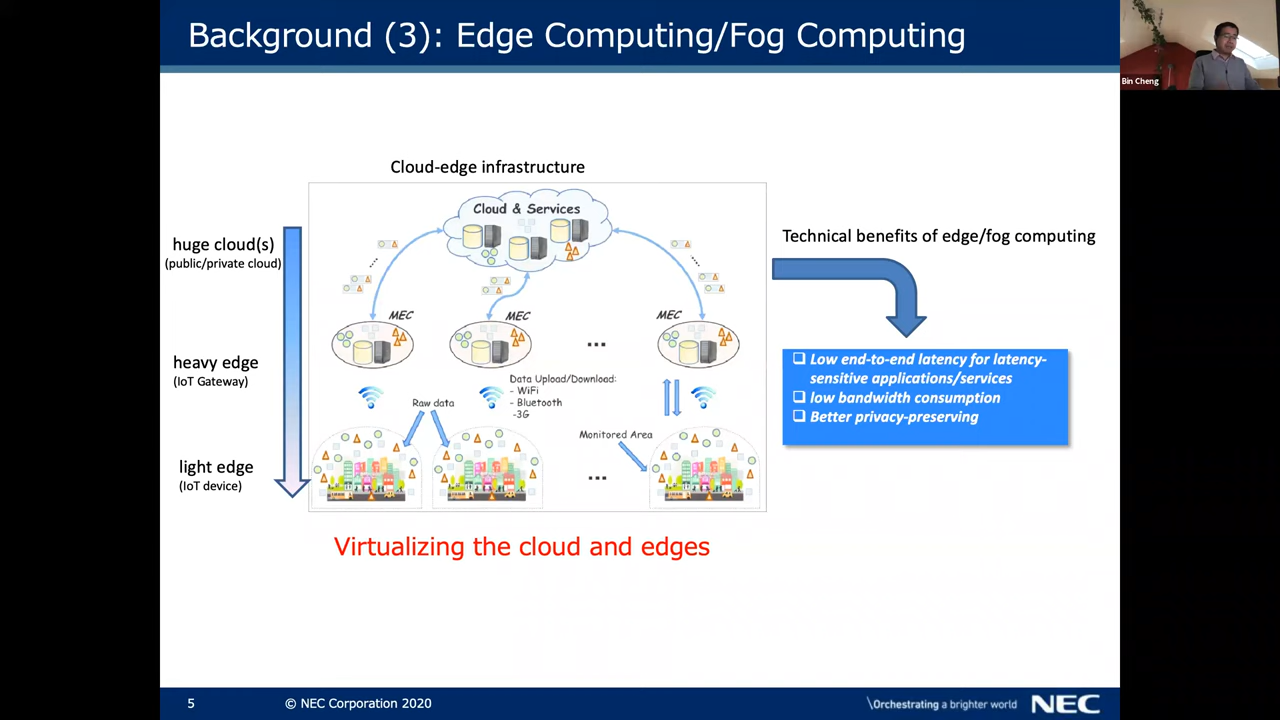 Background (3): Edge Computing/Fog Computing
Bin Cheng
Cloud-edge infrastructure
Cloud & Services
huge cloud(s)
(public/private cloud)
Technical benefits of edge/fog computing
MEC
MEC
MEC
...
heavy edge
(IoT Gateway)
❑ Low end-to-end latency for latency-
sensitive applications/services
❑ low bandwidth consumption
❑ Better privacy-preserving
Data Upload/Download:
- WiFi
- Bluetooth
-3G
Raw data
Monitored Area
light edge
(IoT device)
...
Virtualizing the cloud and edges
5
© NEC Corporation 2020
\Orchestrating a brighter world
NEC